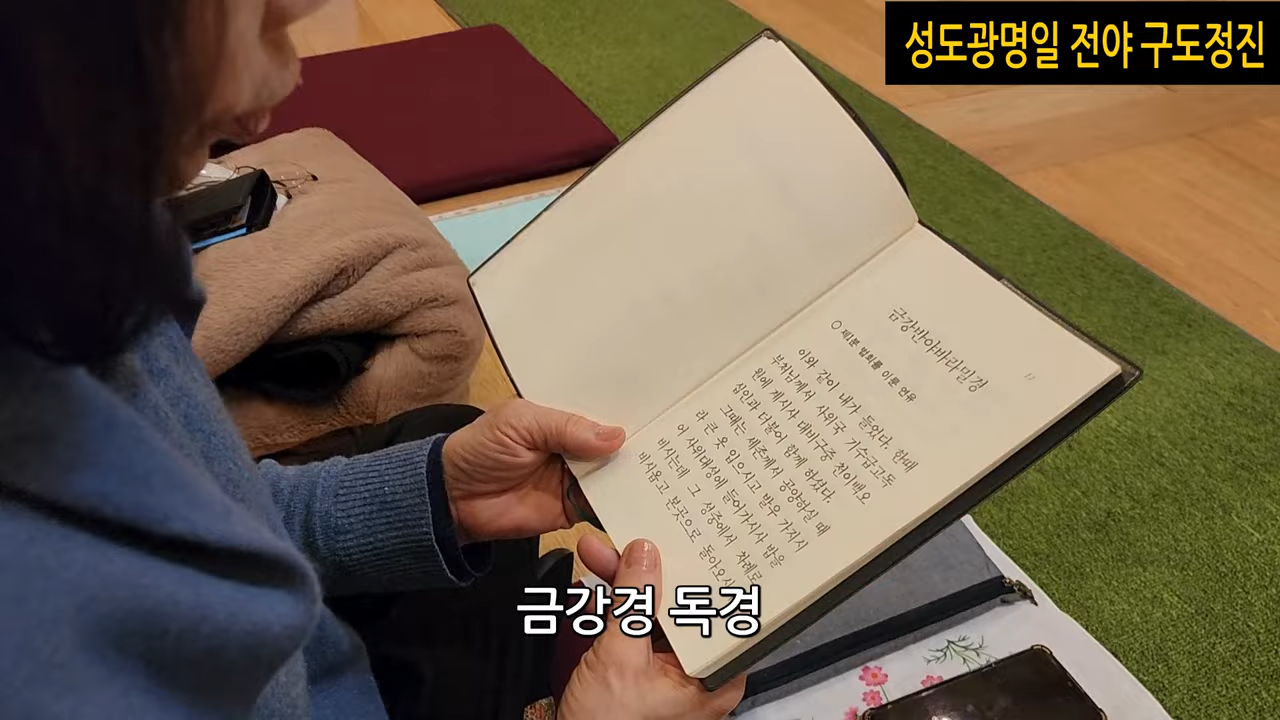 성도광명일 전야 구도정진
17
금강반야바라밀경
○ 제1분 법회를 이룬 연유
이와 같이 내가 들었다. 한때
부처님께서 사위국 기수급고독
원에 계시사 대비구중 천이백오
십인과 더불어 함께 하셨다.
그때는 세존께서 공양하실 때
라 큰 옷 입으시고 발우 가지시
어 사위대성에 들어가시사 밥을
비시는데 그 성중에서 차례로
비시옵고 본곳으로 돌아오시
금강경 독경